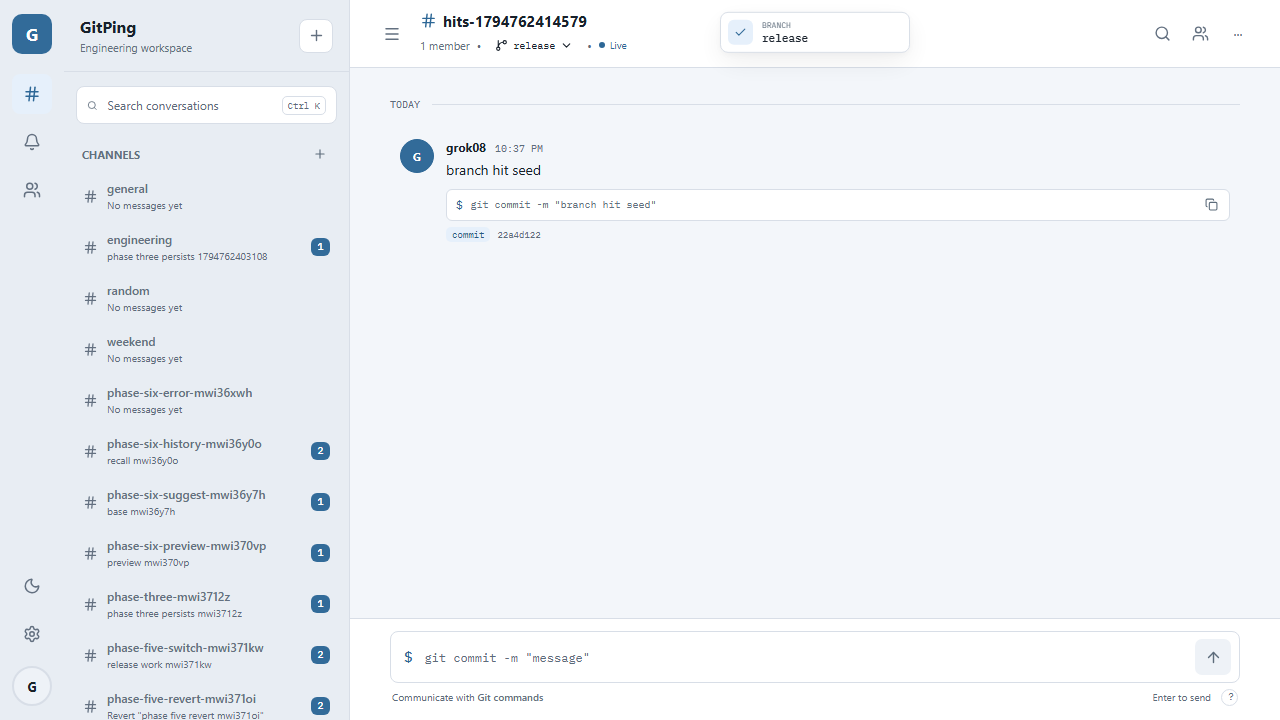 G
GitPing
Engineering workspace
Search conversations
Ctrl K
CHANNELS
general
No messages yet
engineering
phase three persists 1794762403108
1
random
No messages yet
weekend
No messages yet
phase-six-error-mwi36xwh
No messages yet
phase-six-history-mwi36y0o
recall mwi36y0o
2
phase-six-suggest-mwi36y7h
base mwi36y7h
1
phase-six-preview-mwi370vp
preview mwi370vp
1
phase-three-mwi3712z
phase three persists mwi3712z
1
phase-five-switch-mwi371kw
release work mwi371kw
2
phase-five-revert-mwi371oi
Revert "phase five revert mwi371oi"
2
G
# hits-1794762414579
1 member • release • Live
BRANCH
release
TODAY
G
grok08 10:37 PM
branch hit seed
$ git commit -m "branch hit seed"
commit 22a4d122
$ git commit -m "message"
Communicate with Git commands
Enter to send ?